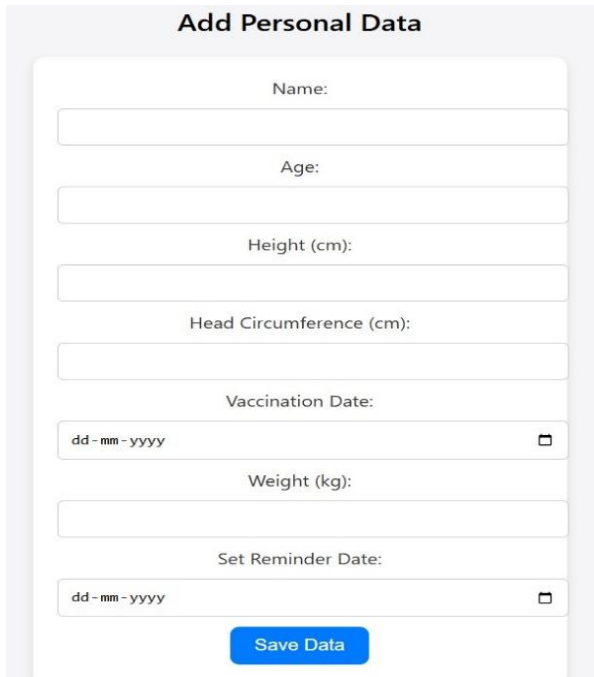 Add Personal Data
Name:
Age:
Height (cm):
Head Circumference (cm):
Vaccination Date:
dd-mm-yyyy
Weight (kg):
Set Reminder Date:
dd-mm-yyyy
Save Data